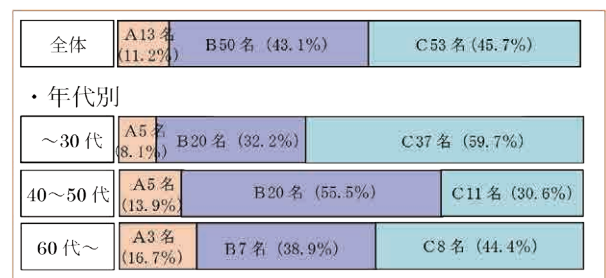 全体
A13名
(11.2%)
B50名 (43.1%)
C53名 (45.7%)
・年代別
～30代
A5名
(8.1%)
B20名 (32.2%)
C37名 (59.7%)
40～50代
A5名
(13.9%)
B20名 (55.5%)
C11名 (30.6%)
60代～
A3名
(16.7%)
B7名 (38.9%)
C8名 (44.4%)